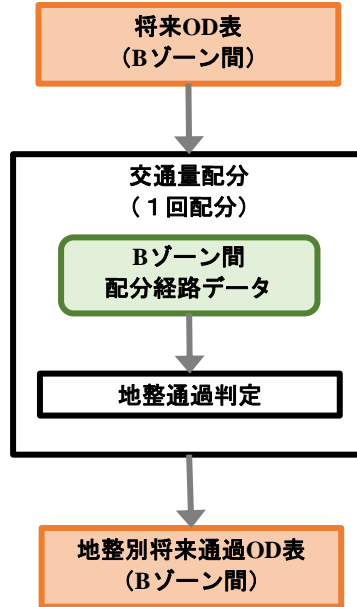 将来OD表
（Bゾーン間）
交通量配分
（１回配分）
Bゾーン間
配分経路データ
地整通過判定
地整別将来通過OD表
（Bゾーン間）